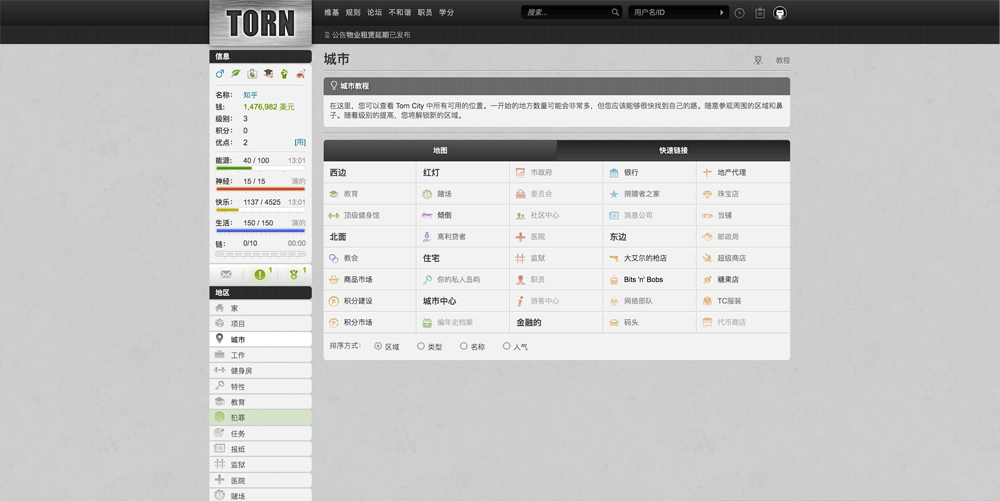 TORN
维基 规则 论坛 不和谐 职员 学分
搜索...
用户名/ID
公告物业租赁延期已发布
信息
名称: 知乎
钱: 1,476,982 美元
级别: 3
积分: 0
优点: 2 [用]
能源: 40 / 100 13:01
神经: 15 / 15 满的
快乐: 1137 / 4525 13:01
生活: 150 / 150 满的
链: 0/10 00:00
1 1
地区
家
项目
城市
工作
健身房
特性
教育
犯罪
任务
报纸
监狱
医院
赌场
城市
教程
城市教程
在这里，您可以查看 Torn City 中所有可用的位置。一开始的地方数量可能会非常多，但您应该能够很快找到自己的路。随意参观周围的区域和鼻
子。随着级别的提高，您将解锁新的区域。
地图 快速链接
西边 红灯 市政府 银行 地产代理
教育 赌场 委员会 捐赠者之家 珠宝店
顶级健身馆 倾倒 社区中心 消息公司 当铺
北面 高利贷者 医院 东边 邮政局
教会 住宅 监狱 大艾尔的枪店 超级商店
商品市场 你的私人岛屿 职员 Bits 'n' Bobs 糖果店
积分建设 城市中心 游客中心 网络部队 TC服装
积分市场 编年史档案 金融的 码头 代币商店
排序方式: 区域 类型 名称 人气